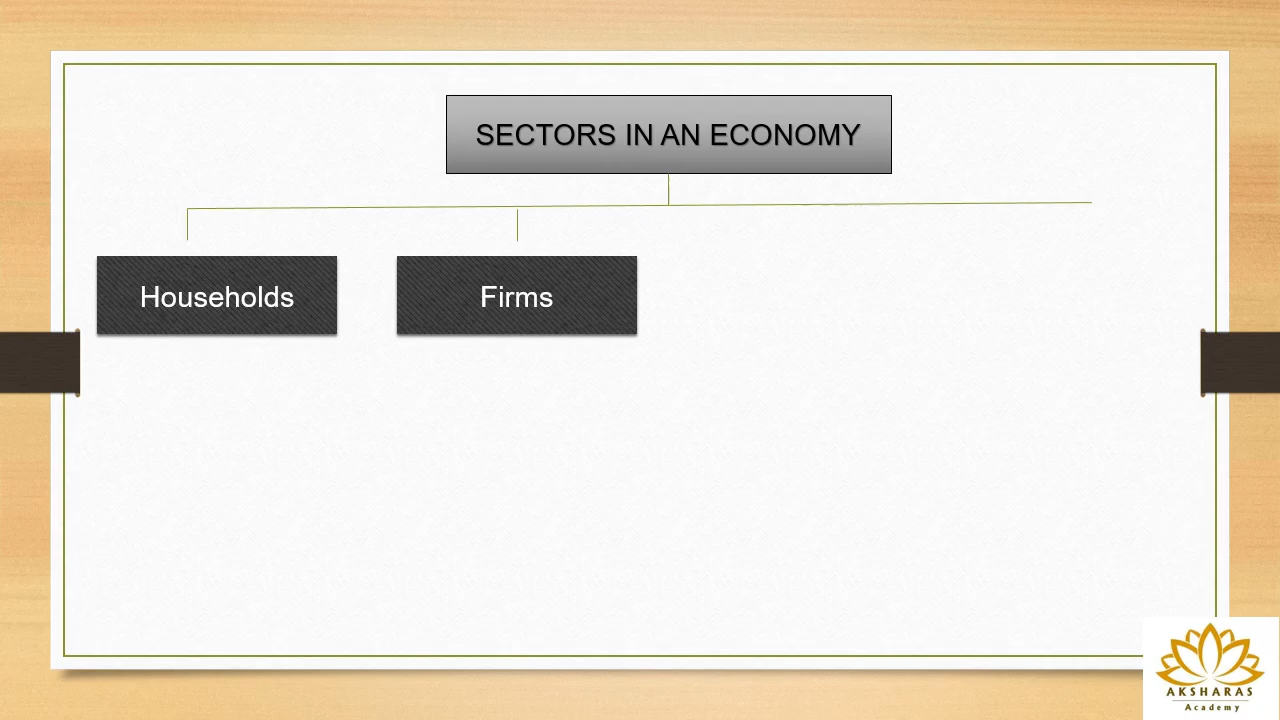 SECTORS IN AN ECONOMY
Households
Firms
AKSHARAS
Academy